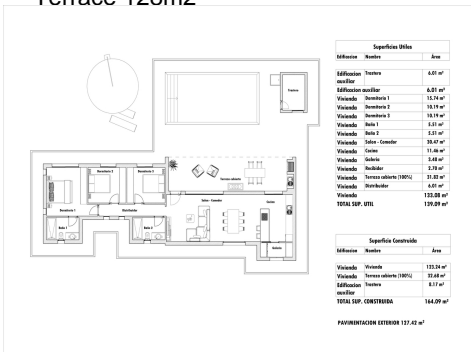 Terrace 128m2
Superficies Utiles
Edificacion Nombre Área
Edificacion auxiliar Trastero 6.01 m²
Edificacion auxiliar 6.01 m²
Vivienda Dormitorio 1 15.74 m²
Vivienda Dormitorio 2 10.19 m²
Vivienda Dormitorio 3 10.19 m²
Vivienda Baño 1 5.51 m²
Vivienda Baño 2 5.51 m²
Vivienda Salon - Comedor 30.47 m²
Vivienda Cocina 11.46 m²
Vivienda Galeria 3.48 m²
Vivienda Recibidor 2.70 m²
Vivienda Terraza cubierta (100%) 31.82 m²
Vivienda Distribuidor 6.01 m²
Vivienda 133.08 m²
TOTAL SUP. UTIL 139.09 m²
Superficie Construida
Edificacion Nombre Área
Vivienda Vivienda 123.24 m²
Vivienda Terraza cubierta (100%) 32.68 m²
Edificacion auxiliar Trastero 8.17 m²
TOTAL SUP. CONSTRUIDA 164.09 m²
PAVIMENTACION EXTERIOR 127.42 m²
Trastero
Dormitorio 2
Dormitorio 3
Terraza cubierta
Dormitorio 1
Distribuidor
Salon - Comedor
Cocina
Baño 1
Baño 2
Galeria